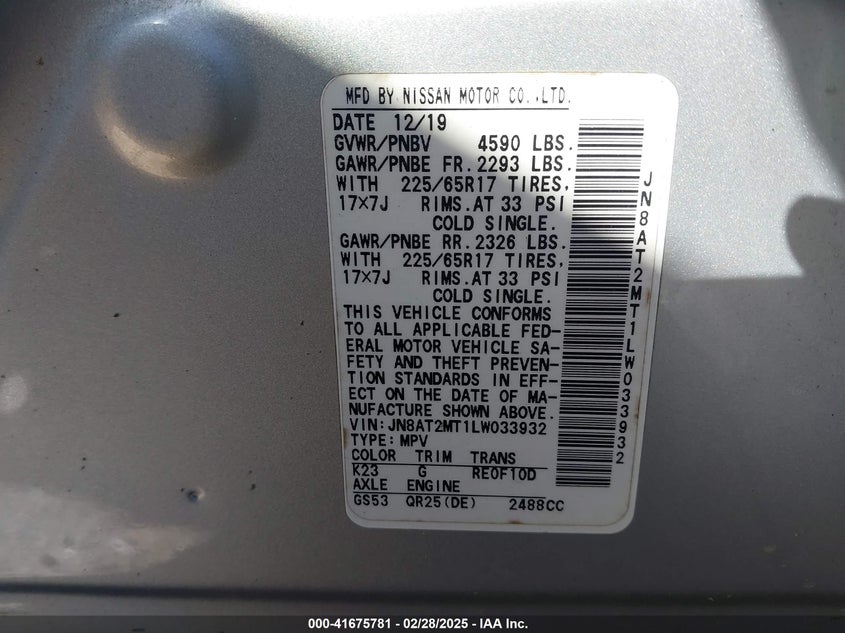 MFD BY NISSAN MOTOR CO.,LTD.
DATE 12/19
GVWR/PNBV 4590 LBS.
GAWR/PNBE FR. 2293 LBS.
WITH 225/65R17 TIRES,
17×7J RIMS.AT 33 PSI
COLD SINGLE.
GAWR/PNBE RR. 2326 LBS.
WITH 225/65R17 TIRES,
17×7J RIMS.AT 33 PSI
COLD SINGLE.
THIS VEHICLE CONFORMS
TO ALL APPLICABLE FED-
ERAL MOTOR VEHICLE SA-
FETY AND THEFT PREVEN-
TION STANDARDS IN EFF-
ECT ON THE DATE OF MA-
NUFACTURE SHOWN ABOVE.
VIN:JN8AT2MT1LW033932
TYPE:MPV
COLOR TRIM TRANS
K23 G RE0F10D
AXLE ENGINE
GS53 QR25(DE) 2488CC
JN8AT2MT1LW033932
000-41675781 - 02/28/2025 - IAA Inc.